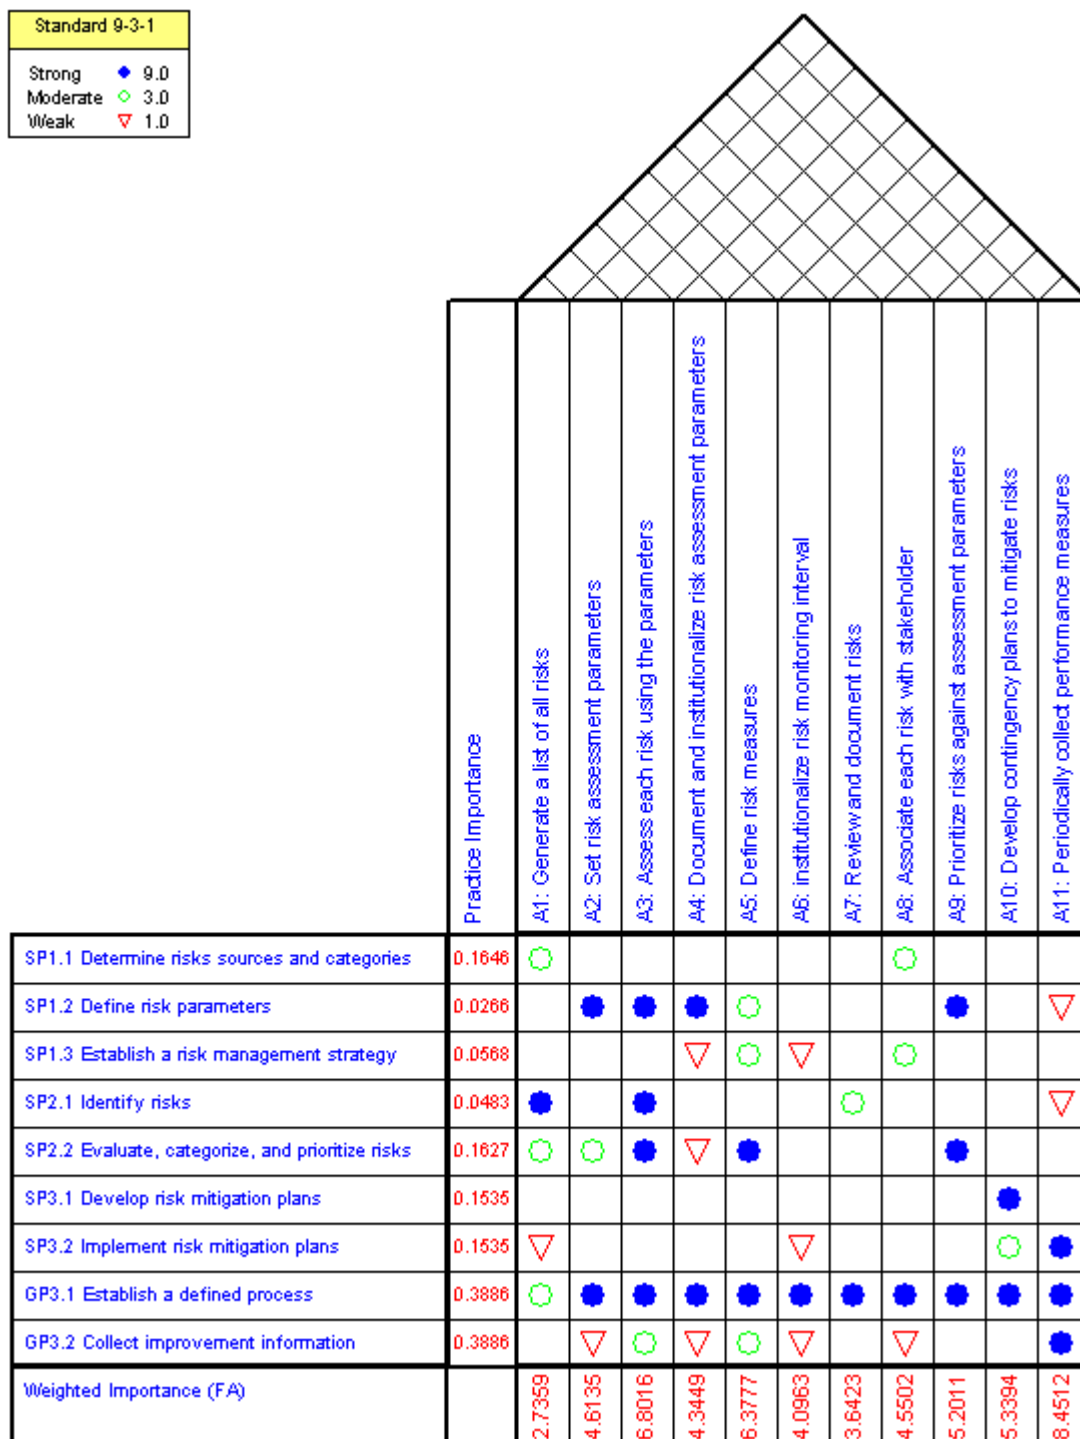 Standard 9-3-1
Strong 9.0
Moderate 3.0
Weak 1.0
Practice Importance
A1: Generate a list of all risks
A2: Set risk assessment parameters
A3: Assess each risk using the parameters
A4: Document and institutionalize risk assessment parameters
A5: Define risk measures
A6: institutionalize risk monitoring interval
A7: Review and document risks
A8: Associate each risk with stakeholder
A9: Prioritize risks against assessment parameters
A10: Develop contingency plans to mitigate risks
A11: Periodically collect performance measures
SP1.1 Determine risks sources and categories 0.1646
SP1.2 Define risk parameters 0.0266
SP1.3 Establish a risk management strategy 0.0568
SP2.1 Identify risks 0.0483
SP2.2 Evaluate, categorize, and prioritize risks 0.1627
SP3.1 Develop risk mitigation plans 0.1535
SP3.2 Implement risk mitigation plans 0.1535
GP3.1 Establish a defined process 0.3886
GP3.2 Collect improvement information 0.3886
Weighted Importance (FA) 2.7359 4.6135 6.8016 4.3449 6.3777 4.0963 3.6423 4.5502 5.2011 5.3394 8.4512